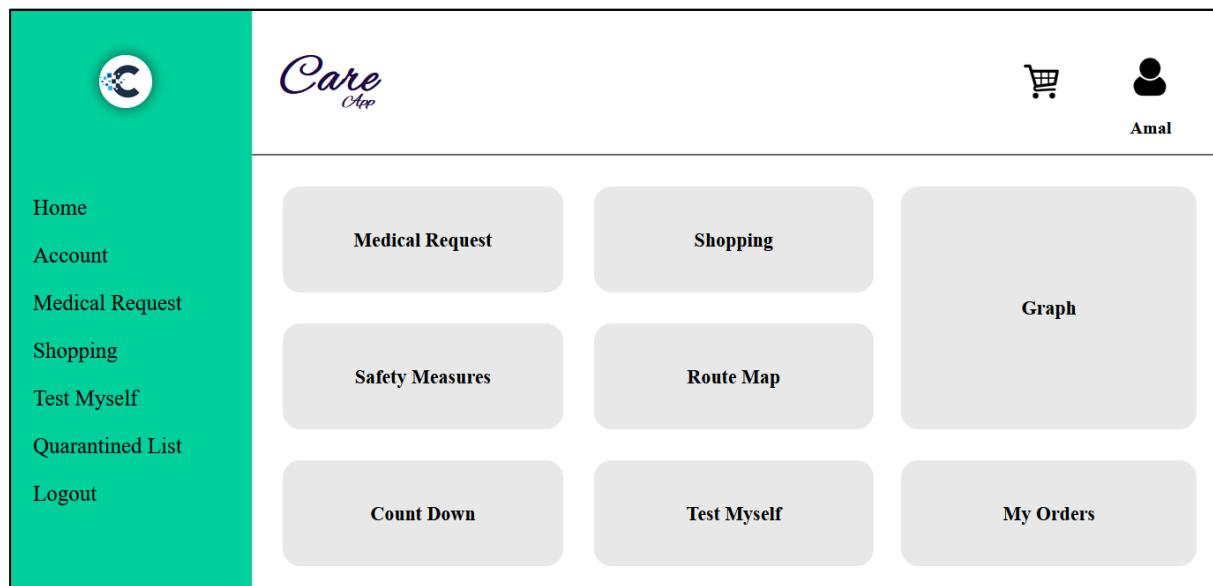 C
Care
App
Amal
Home
Account
Medical Request
Shopping
Test Myself
Quarantined List
Logout
Medical Request
Shopping
Graph
Safety Measures
Route Map
Count Down
Test Myself
My Orders